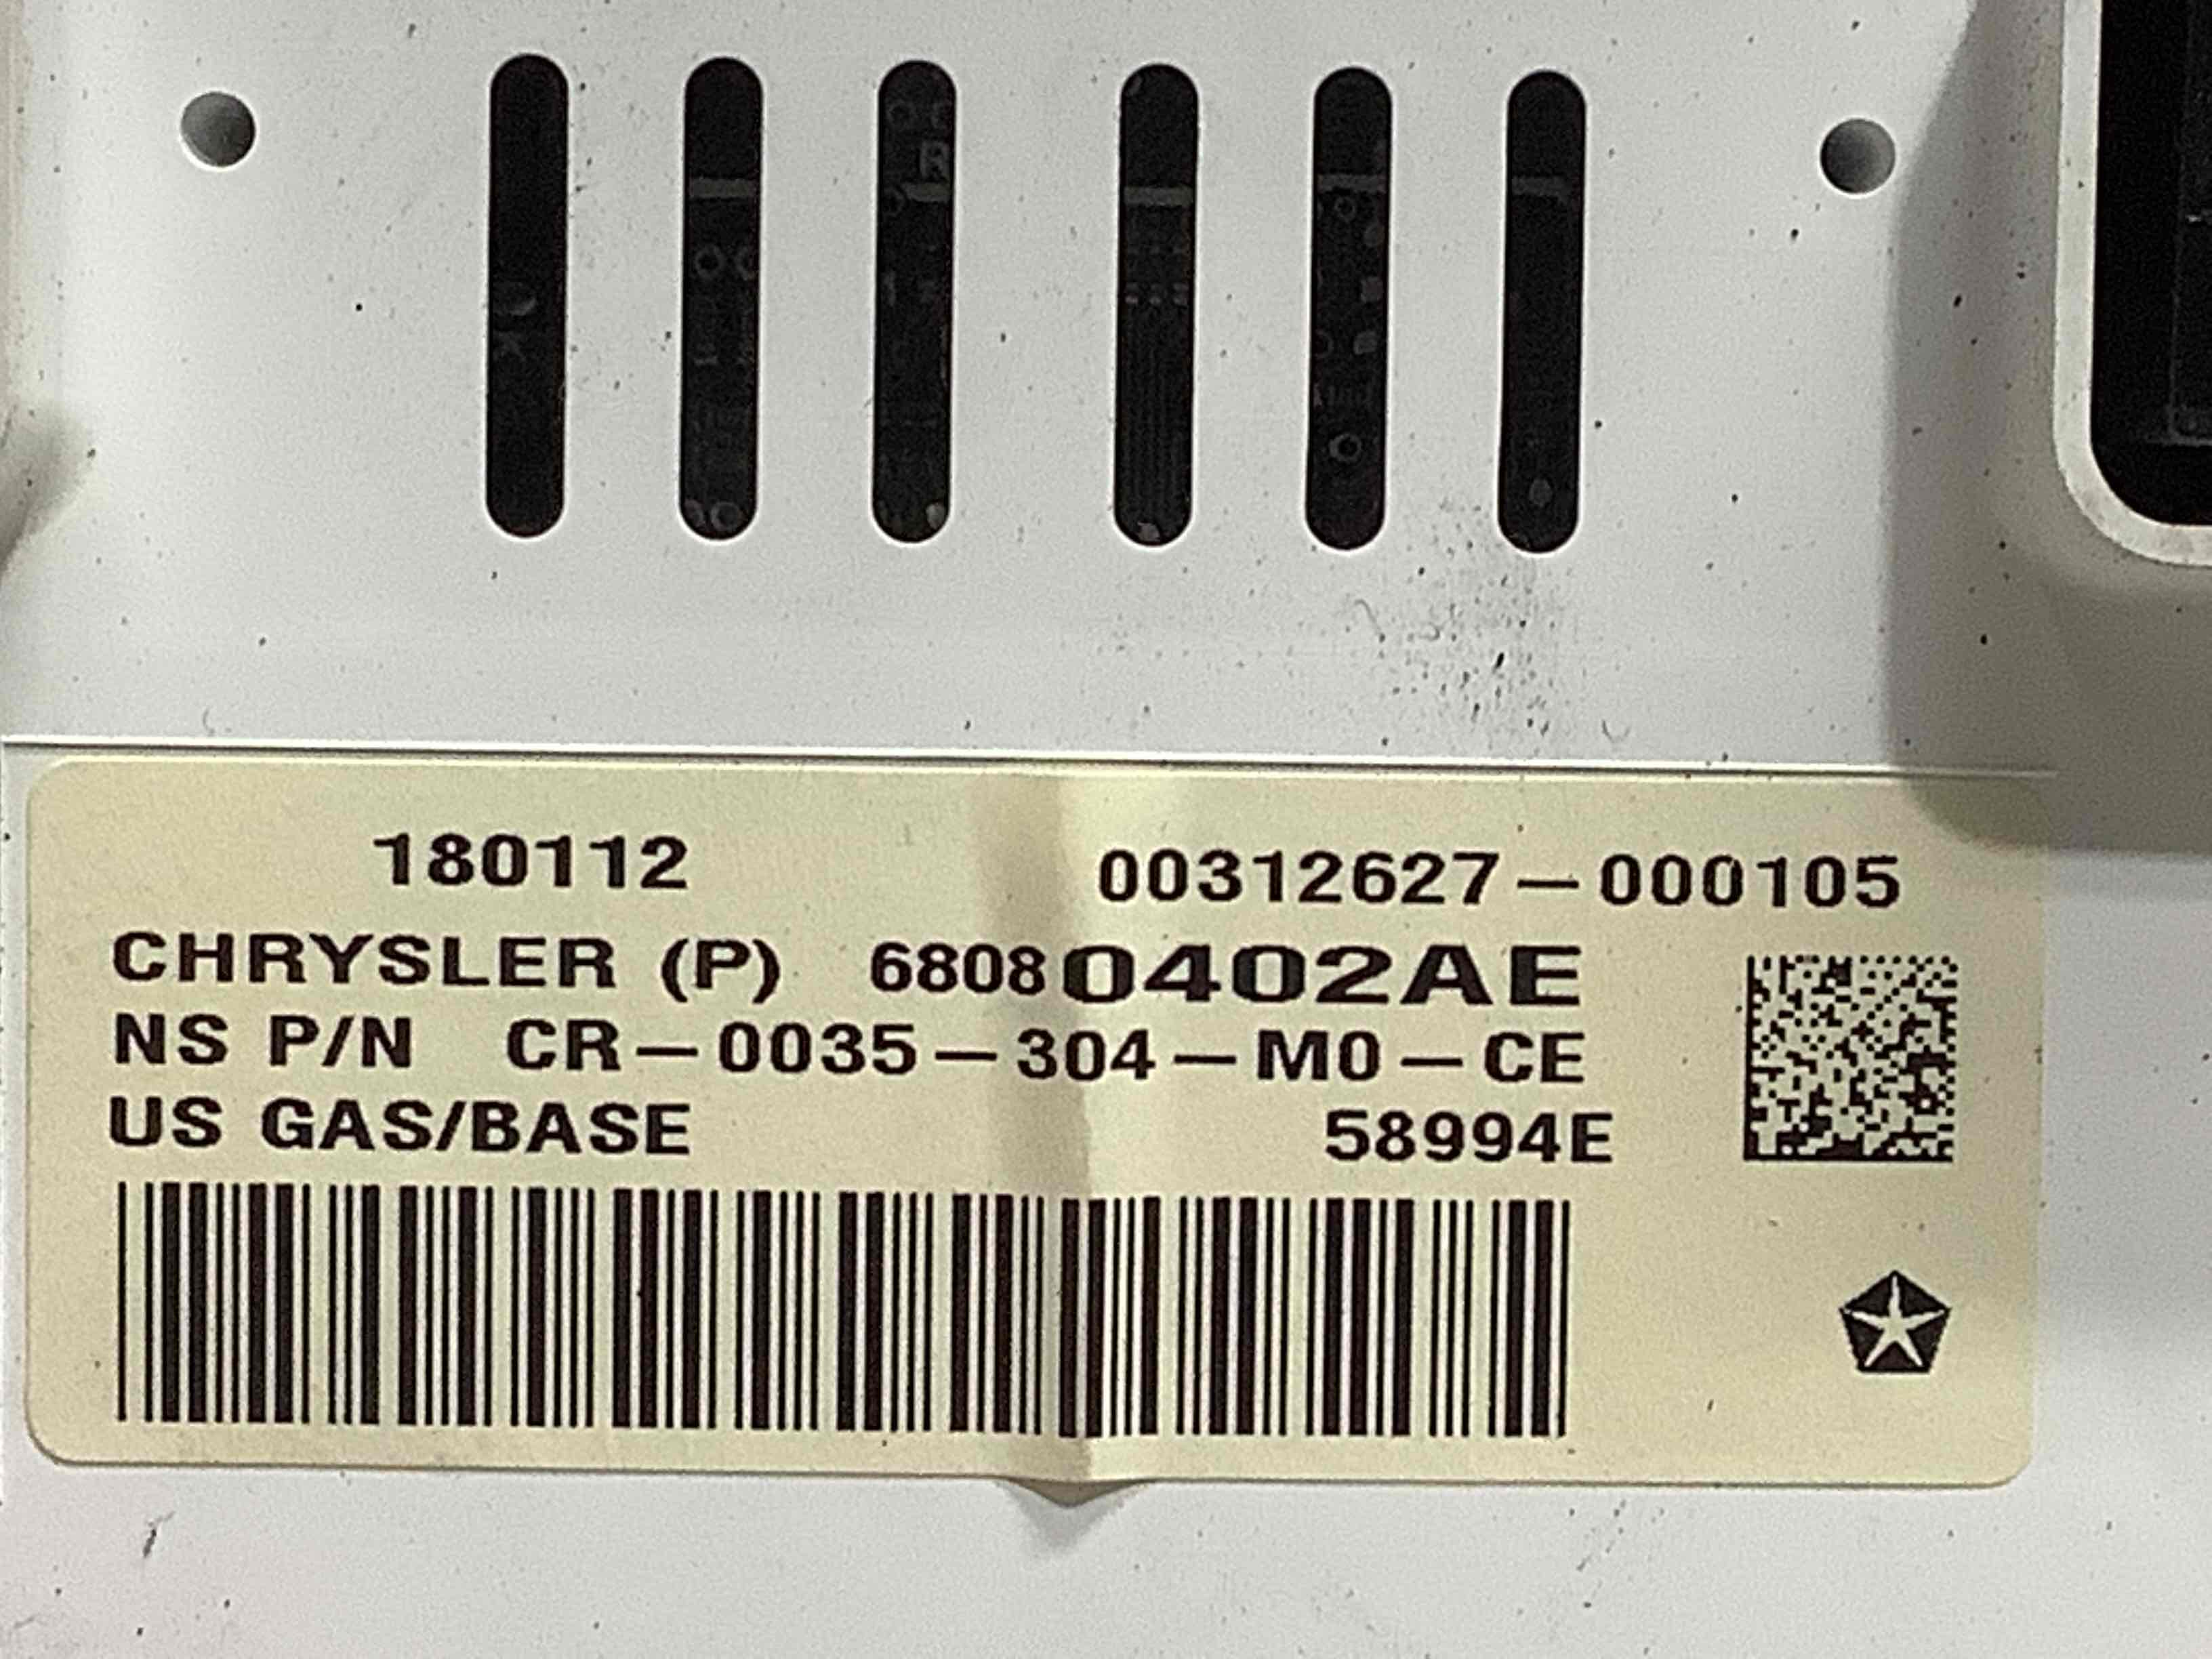 180112 00312627-000105
CHRYSLER (P) 68080402AE
NS P/N CR-0035-304-M0-CE
US GAS/BASE 58994E